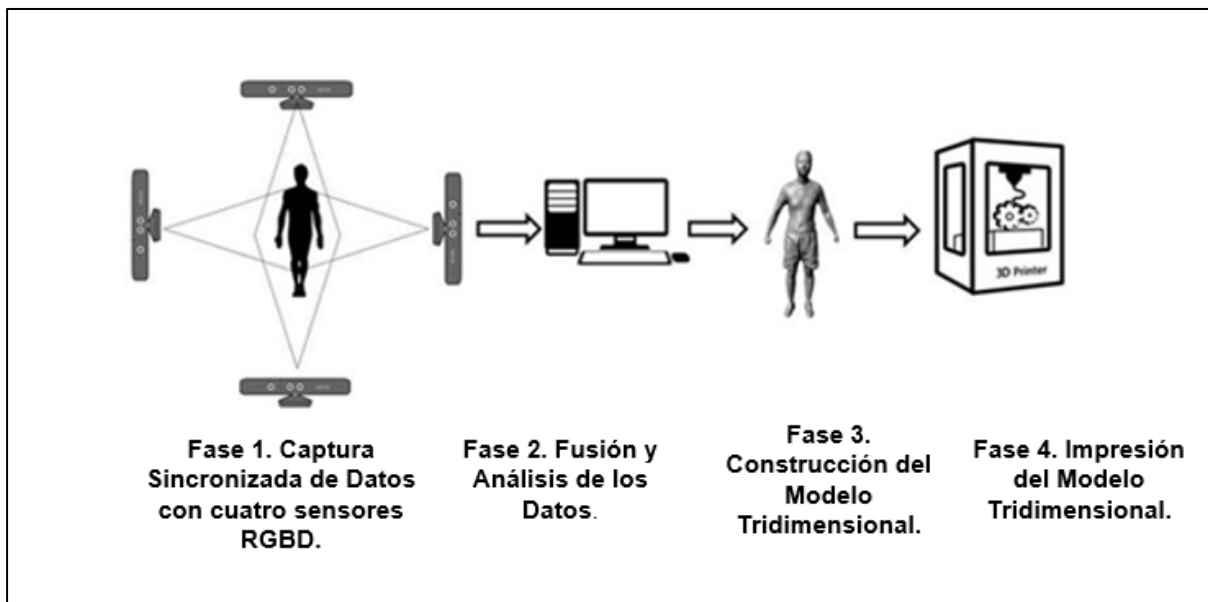 Fase 1. Captura
Sincronizada de Datos
con cuatro sensores
RGBD.
Fase 2. Fusión y
Análisis de los
Datos.
Fase 3.
Construcción del
Modelo
Tridimensional.
Fase 4. Impresión
del Modelo
Tridimensional.
3D Printer